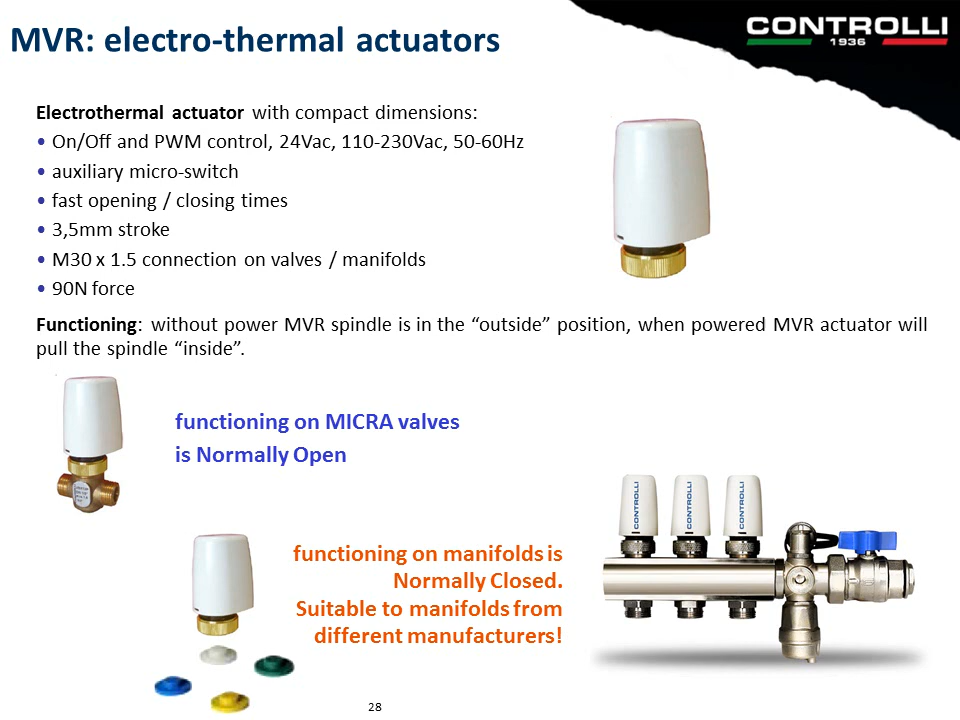 MVR: electro-thermal actuators
CONTROLLI
1936
Electrothermal actuator with compact dimensions:
• On/Off and PWM control, 24Vac, 110-230Vac, 50-60Hz
• auxiliary micro-switch
• fast opening / closing times
• 3,5mm stroke
• M30 x 1.5 connection on valves / manifolds
• 90N force
Functioning: without power MVR spindle is in the “outside” position, when powered MVR actuator will
pull the spindle “inside”.
functioning on MICRA valves
is Normally Open
CONTROLLI
CONTROLLI
CONTROLLI
functioning on manifolds is
Normally Closed.
Suitable to manifolds from
different manufacturers!
28